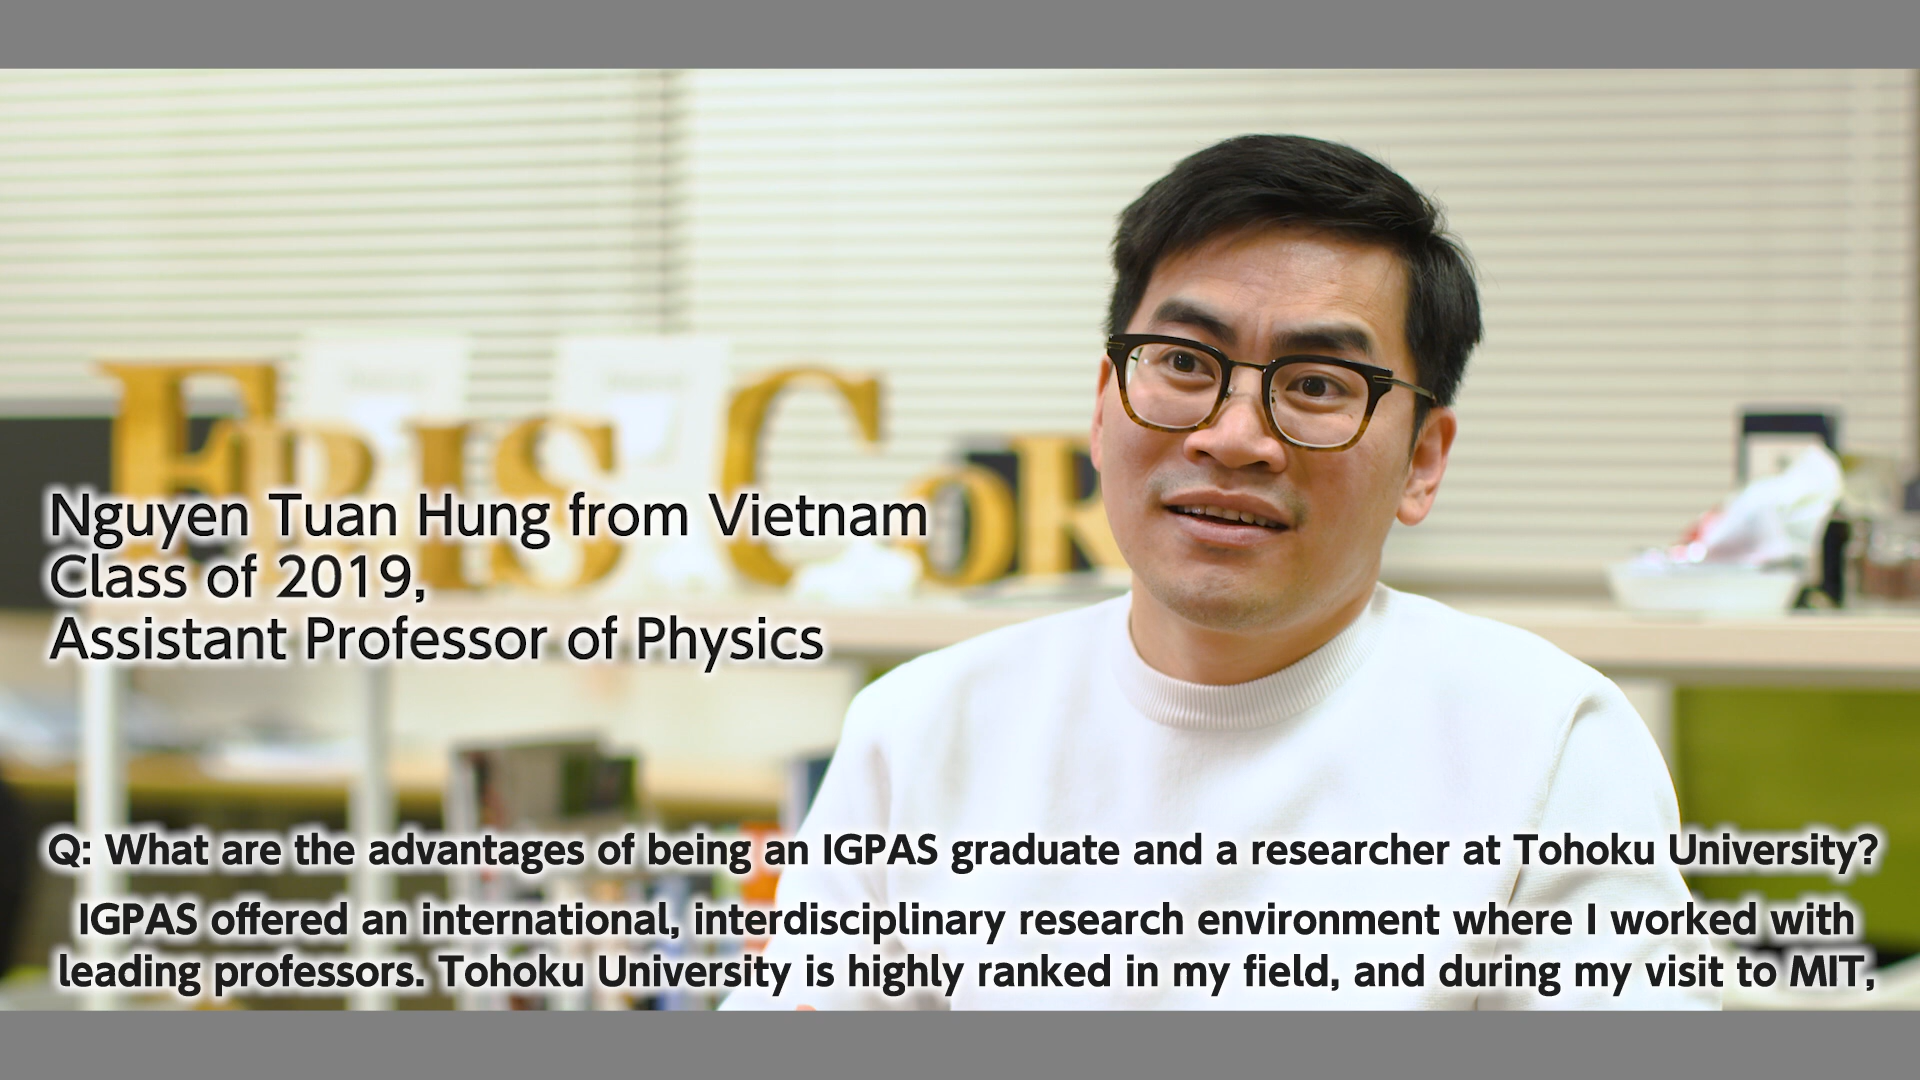 FRIS CoR
Nguyen Tuan Hung from Vietnam
Class of 2019,
Assistant Professor of Physics
Q: What are the advantages of being an IGPAS graduate and a researcher at Tohoku University?
IGPAS offered an international, interdisciplinary research environment where I worked with
leading professors. Tohoku University is highly ranked in my field, and during my visit to MIT,